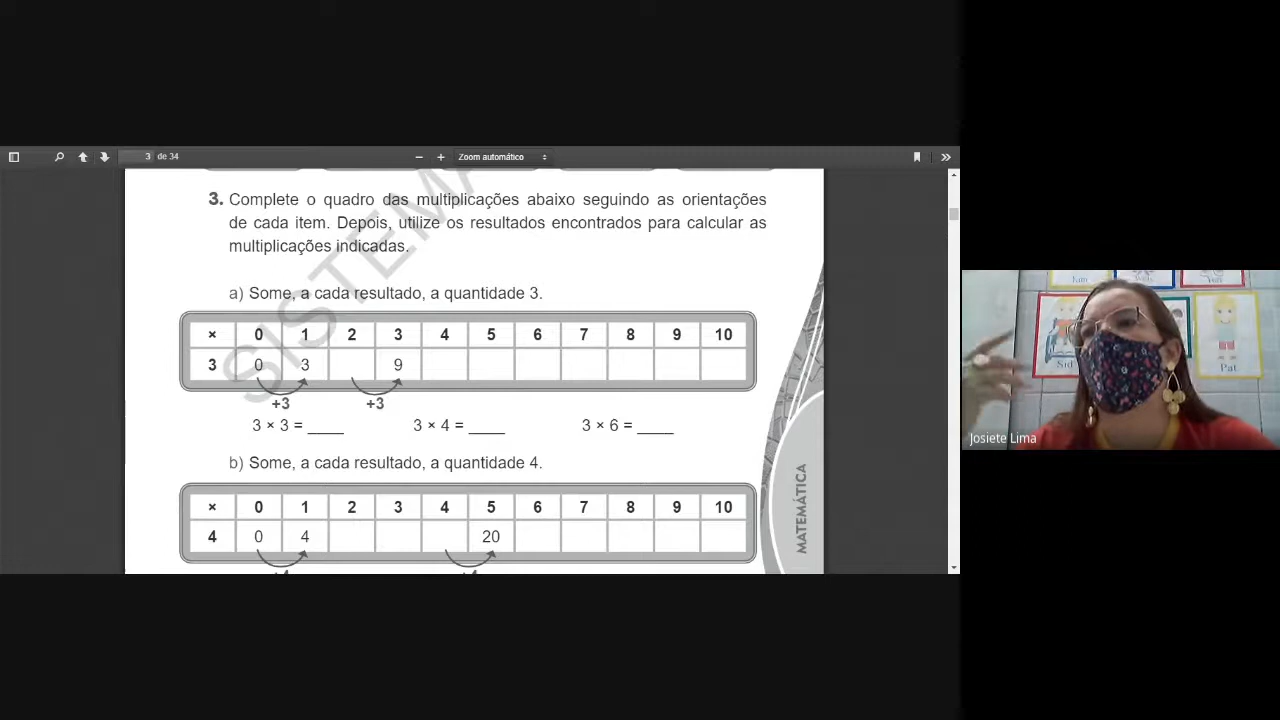 3 de 34
Zoom automático
SISTEMA
3. Complete o quadro das multiplicações abaixo seguindo as orientações
de cada item. Depois, utilize os resultados encontrados para calcular as
multiplicações indicadas.
a) Some, a cada resultado, a quantidade 3.
× 0 1 2 3 4 5 6 7 8 9 10
3 0 3 9
+3 +3
3 × 3 = ____ 3 × 4 = ____ 3 × 6 = ____
b) Some, a cada resultado, a quantidade 4.
× 0 1 2 3 4 5 6 7 8 9 10
4 0 4 20
MATEMÁTICA
Sid
Pat
Josiete Lima